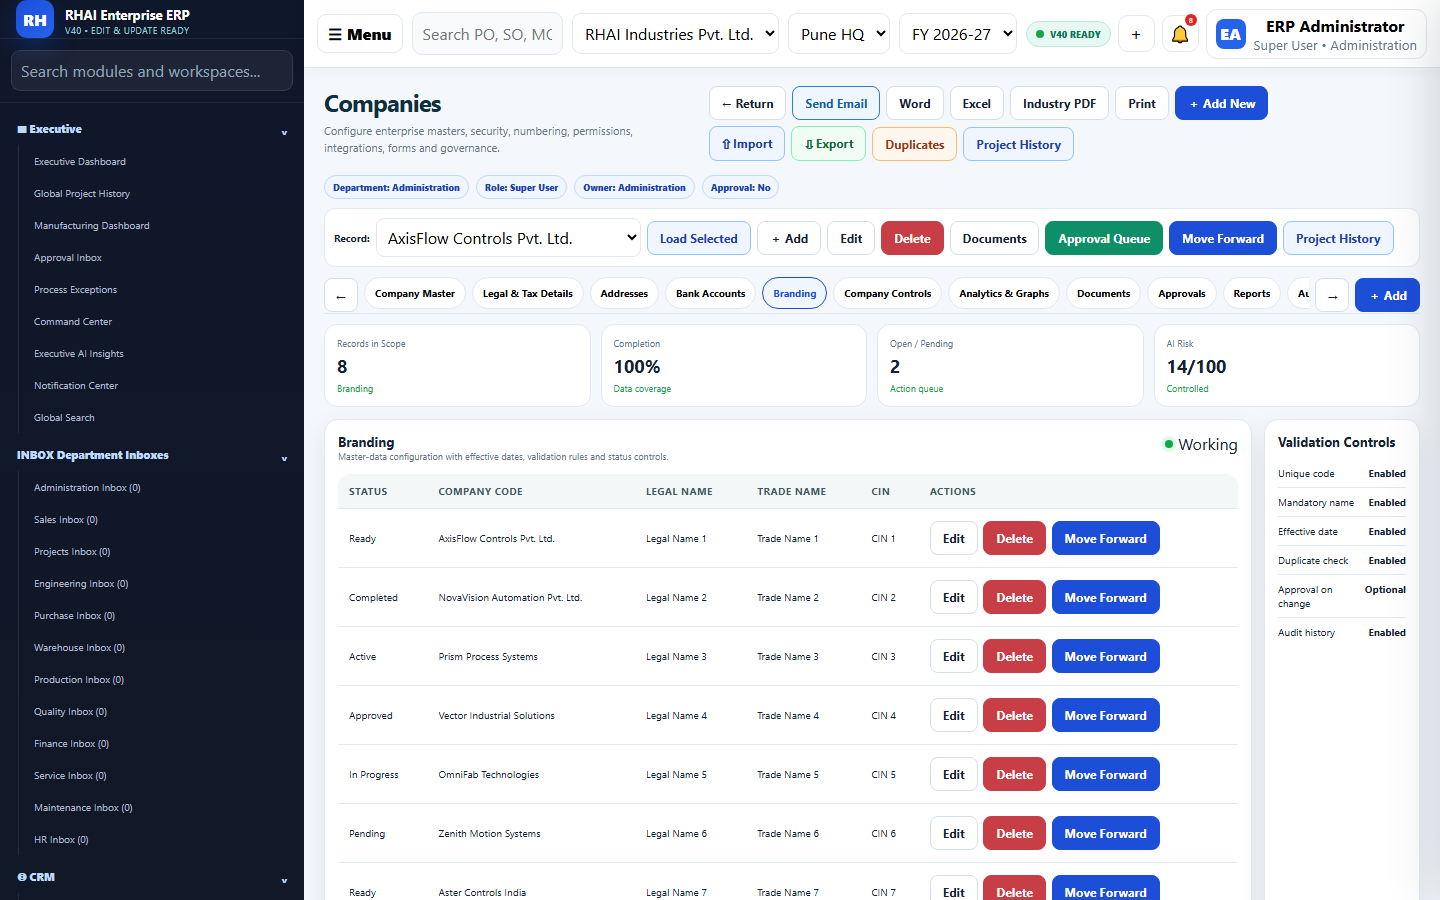 RH
RHAI Enterprise ERP
V40 • EDIT & UPDATE READY
Search modules and workspaces...
Executive
Executive Dashboard
Global Project History
Manufacturing Dashboard
Approval Inbox
Process Exceptions
Command Center
Executive AI Insights
Notification Center
Global Search
INBOX Department Inboxes
Administration Inbox (0)
Sales Inbox (0)
Projects Inbox (0)
Engineering Inbox (0)
Purchase Inbox (0)
Warehouse Inbox (0)
Production Inbox (0)
Quality Inbox (0)
Finance Inbox (0)
Service Inbox (0)
Maintenance Inbox (0)
HR Inbox (0)
CRM
☰ Menu
Search PO, SO, MO
RHAI Industries Pvt. Ltd.
Pune HQ
FY 2026-27
V40 READY
+
8
EA
ERP Administrator
Super User • Administration
Companies
Configure enterprise masters, security, numbering, permissions,
integrations, forms and governance.
← Return
Send Email
Word
Excel
Industry PDF
Print
+ Add New
⇧ Import
⇩ Export
Duplicates
Project History
Department: Administration
Role: Super User
Owner: Administration
Approval: No
Record:
AxisFlow Controls Pvt. Ltd.
Load Selected
+ Add
Edit
Delete
Documents
Approval Queue
Move Forward
Project History
←
Company Master
Legal & Tax Details
Addresses
Bank Accounts
Branding
Company Controls
Analytics & Graphs
Documents
Approvals
Reports
Au
→
+ Add
Records in Scope
8
Branding
Completion
100%
Data coverage
Open / Pending
2
Action queue
AI Risk
14/100
Controlled
Branding
Master-data configuration with effective dates, validation rules and status controls.
Working
STATUS COMPANY CODE LEGAL NAME TRADE NAME CIN ACTIONS
Ready AxisFlow Controls Pvt. Ltd. Legal Name 1 Trade Name 1 CIN 1 Edit Delete Move Forward
Completed NovaVision Automation Pvt. Ltd. Legal Name 2 Trade Name 2 CIN 2 Edit Delete Move Forward
Active Prism Process Systems Legal Name 3 Trade Name 3 CIN 3 Edit Delete Move Forward
Approved Vector Industrial Solutions Legal Name 4 Trade Name 4 CIN 4 Edit Delete Move Forward
In Progress OmniFab Technologies Legal Name 5 Trade Name 5 CIN 5 Edit Delete Move Forward
Pending Zenith Motion Systems Legal Name 6 Trade Name 6 CIN 6 Edit Delete Move Forward
Ready Aster Controls India Legal Name 7 Trade Name 7 CIN 7 Edit Delete Move Forward
Validation Controls
Unique code Enabled
Mandatory name Enabled
Effective date Enabled
Duplicate check Enabled
Approval on change Optional
Audit history Enabled